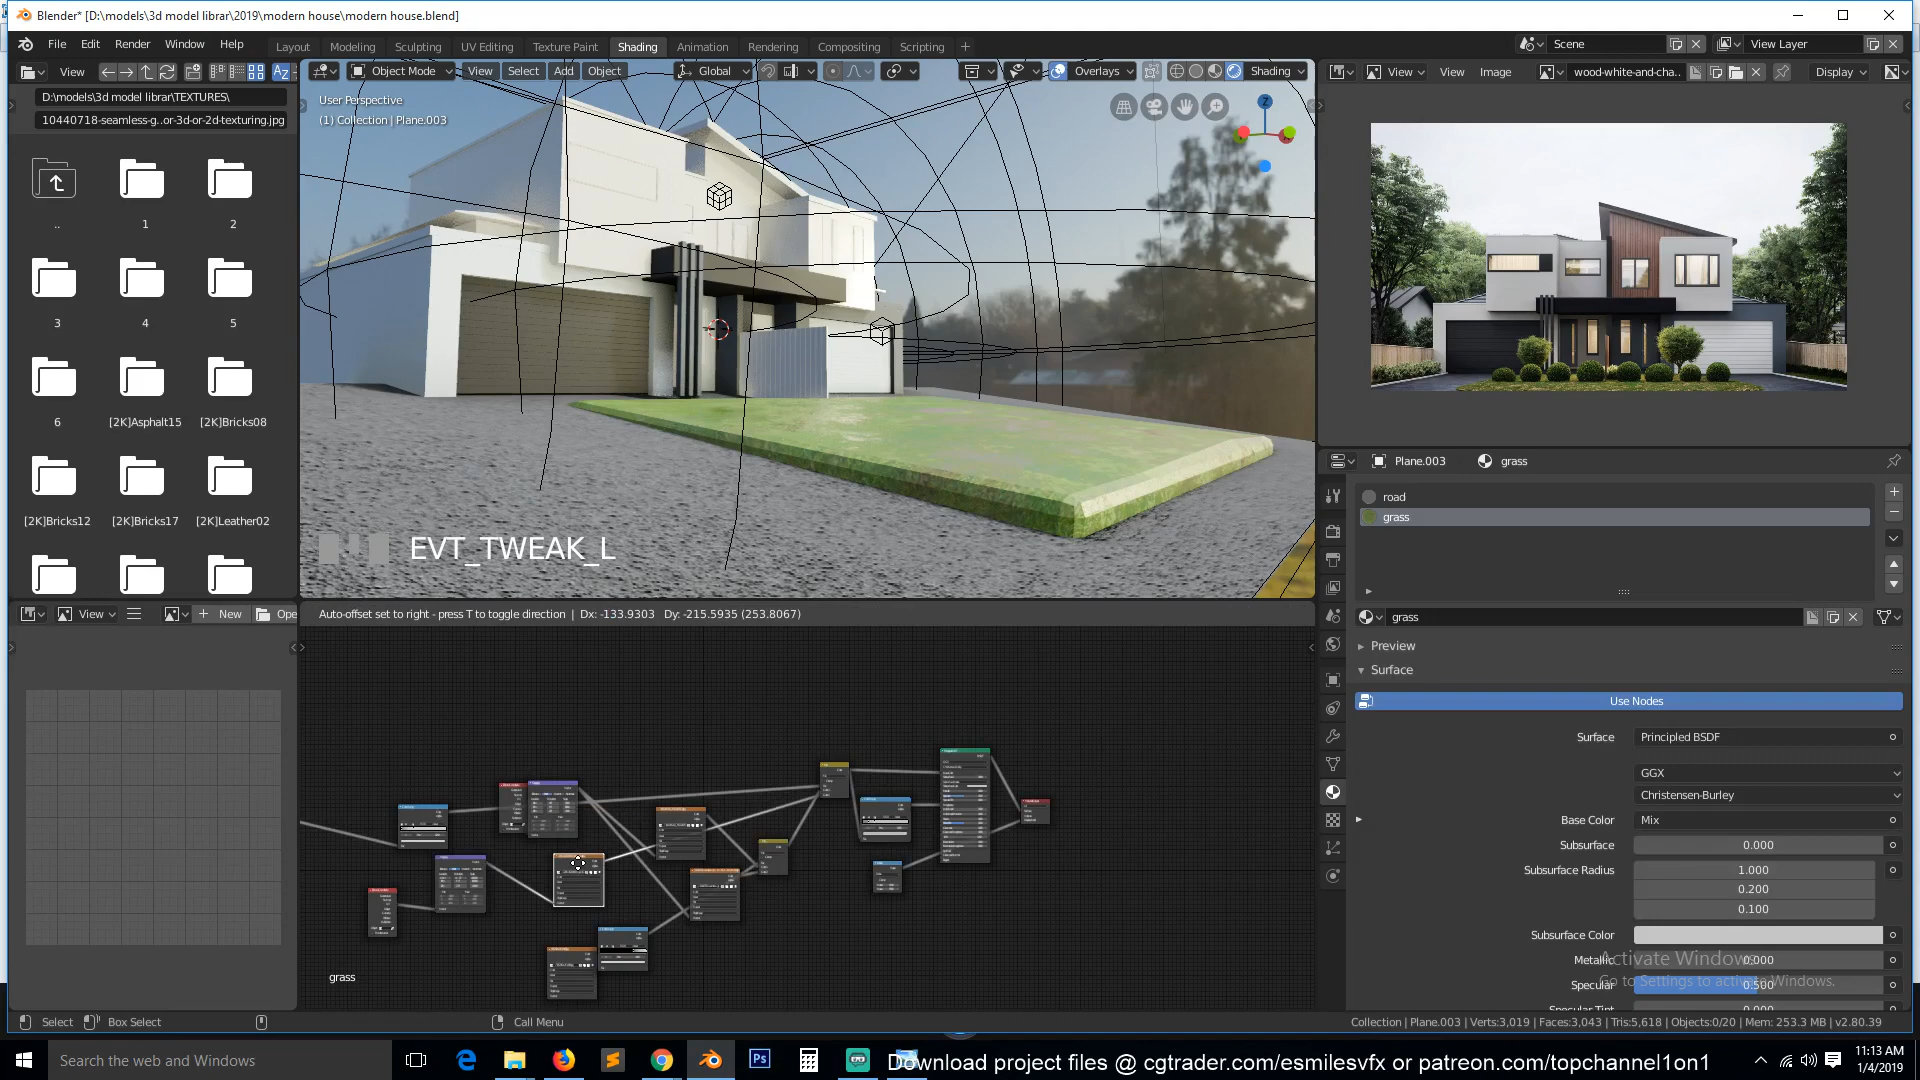 Blender* [D:\models\3d model librar\2019\modern house\modern house.blend]
File Edit Render Window Help
Layout Modeling Sculpting UV Editing Texture Paint Shading Animation Rendering Compositing Scripting +
Scene
View Layer
View
Object Mode View Select Add Object Global Overlays Shading
View View Image wood-white-and-cha.. Display
D:\models\3d model librar\TEXTURES\
10440718-seamless-g..or-3d-or-2d-texturing.jpg
User Perspective
(1) Collection | Plane.003
Z
.. 1 2
3 4 5
6 [2K]Asphalt15 [2K]Bricks08
[2K]Bricks12 [2K]Bricks17 [2K]Leather02
EVT_TWEAK_L
Plane.003 grass
road
grass
View New Ope
Auto-offset set to right - press T to toggle direction | Dx: -133.9303 Dy: -215.5935 (253.8067)
grass
Preview
Surface
Use Nodes
Surface Principled BSDF
GGX
Christensen-Burley
Base Color Mix
Subsurface 0.000
Subsurface Radius 1.000
0.200
0.100
Subsurface Color
Metallic 0.000
Specular 0.500
Activate Windows
Go to Settings to activate Windows.
grass
Select Box Select Call Menu
Collection | Plane.003 | Verts:3,019 | Faces:3,043 | Tris:5,618 | Objects:0/20 | Mem: 253.3 MB | v2.80.39
Search the web and Windows
Download project files @ cgtrader.com/esmilesvfx or patreon.com/topchannel1on1
11:13 AM
1/4/2019